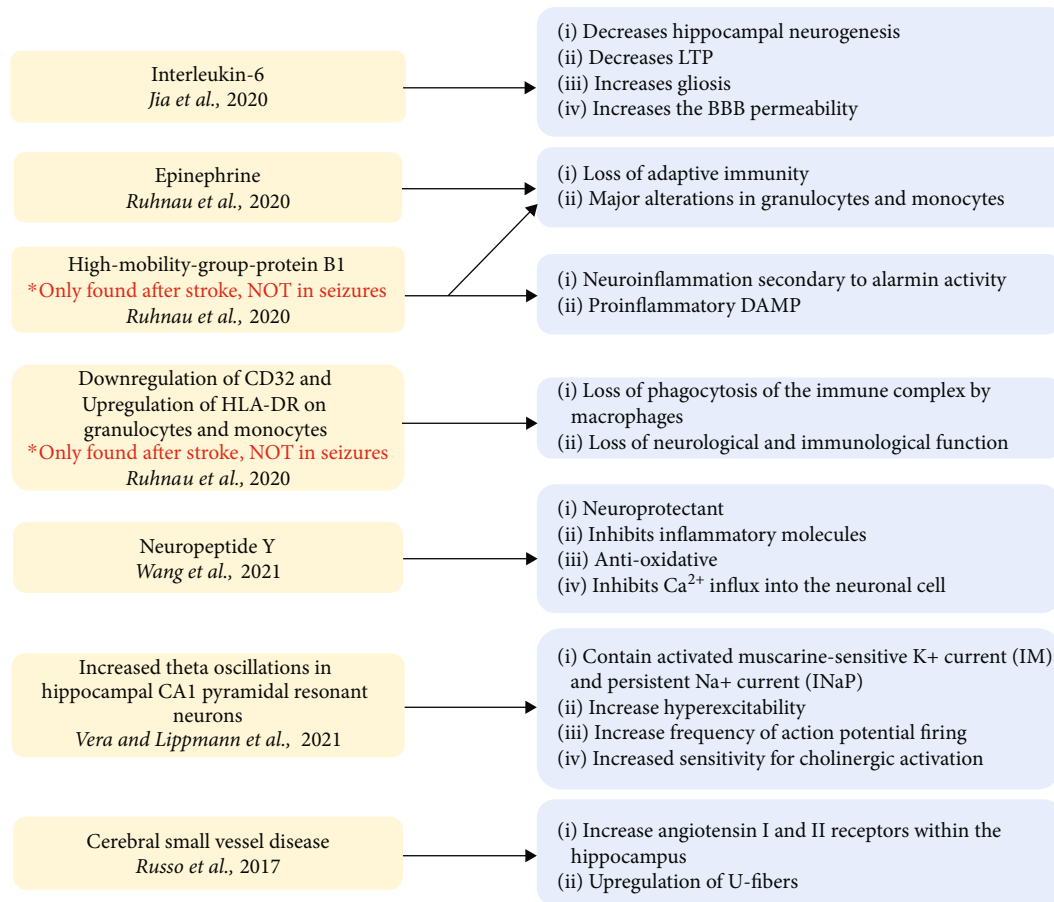 Interleukin-6
Jia et al., 2020
(i) Decreases hippocampal neurogenesis
(ii) Decreases LTP
(iii) Increases gliosis
(iv) Increases the BBB permeability
Epinephrine
Ruhnau et al., 2020
(i) Loss of adaptive immunity
(ii) Major alterations in granulocytes and monocytes
High-mobility-group-protein B1
*Only found after stroke, NOT in seizures
Ruhnau et al., 2020
(i) Neuroinflammation secondary to alarmin activity
(ii) Proinflammatory DAMP
Downregulation of CD32 and
Upregulation of HLA-DR on
granulocytes and monocytes
*Only found after stroke, NOT in seizures
Ruhnau et al., 2020
(i) Loss of phagocytosis of the immune complex by
macrophages
(ii) Loss of neurological and immunological function
Neuropeptide Y
Wang et al., 2021
(i) Neuroprotectant
(ii) Inhibits inflammatory molecules
(iii) Anti-oxidative
(iv) Inhibits Ca²⁺ influx into the neuronal cell
Increased theta oscillations in
hippocampal CA1 pyramidal resonant
neurons
Vera and Lippmann et al., 2021
(i) Contain activated muscarine-sensitive K+ current (IM)
and persistent Na+ current (INaP)
(ii) Increase hyperexcitability
(iii) Increase frequency of action potential firing
(iv) Increased sensitivity for cholinergic activation
Cerebral small vessel disease
Russo et al., 2017
(i) Increase angiotensin I and II receptors within the
hippocampus
(ii) Upregulation of U-fibers